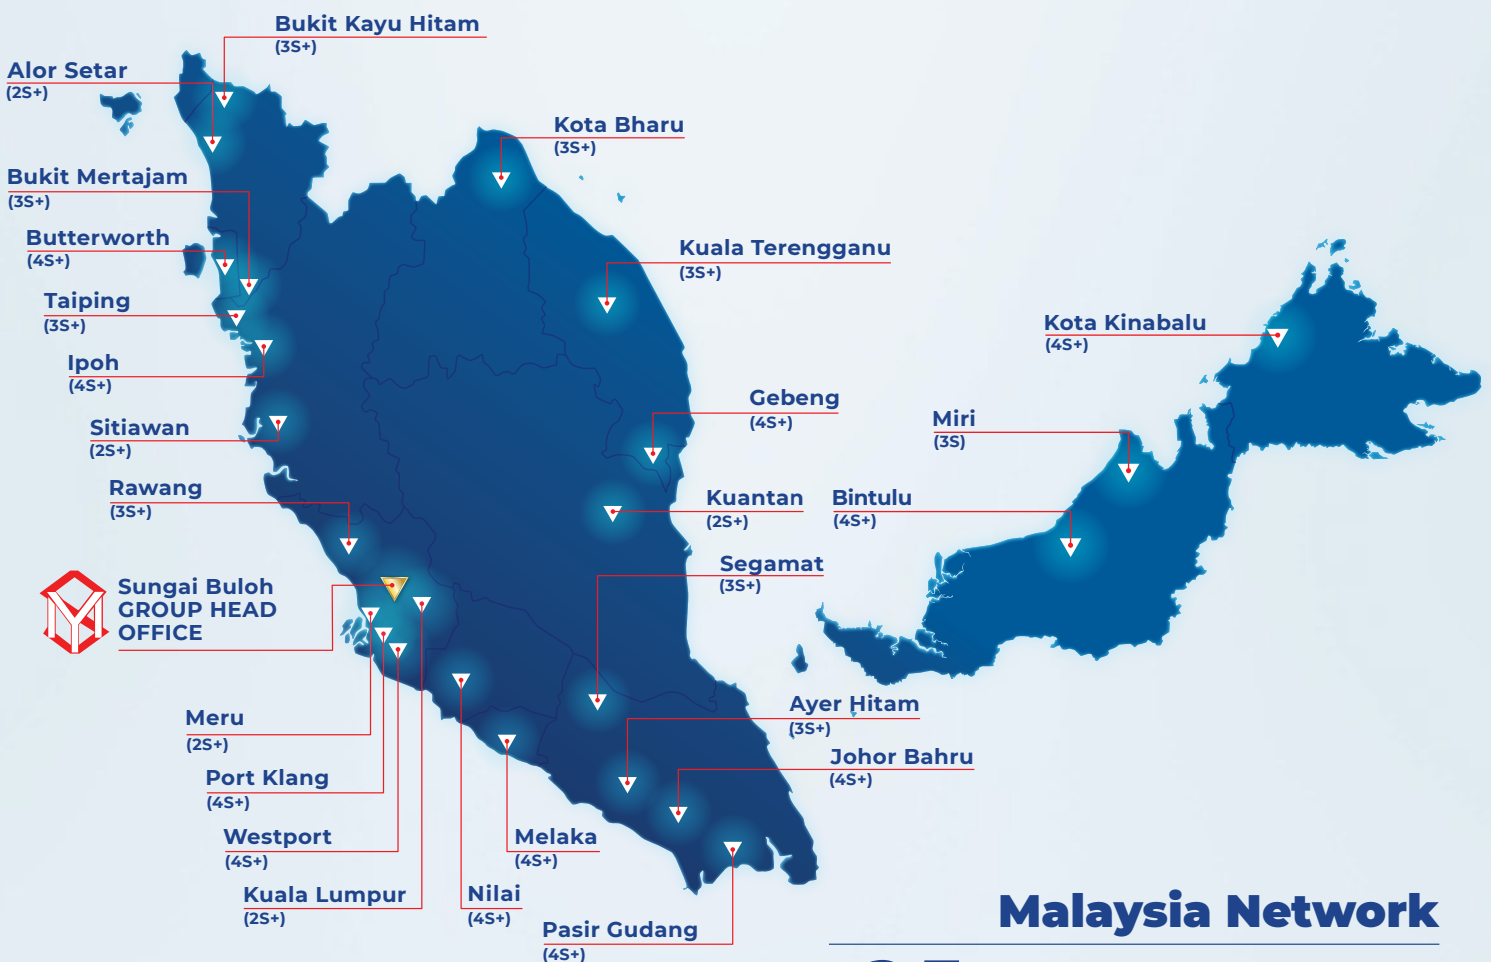 Bukit Kayu Hitam
(3S+)
Alor Setar
(2S+)
Kota Bharu
(3S+)
Bukit Mertajam
(3S+)
Butterworth
(4S+)
Kuala Terengganu
(3S+)
Taiping
(3S+)
Kota Kinabalu
(4S+)
Ipoh
(4S+)
Gebeng
(4S+)
Miri
(3S)
Sitiawan
(2S+)
Rawang
(3S+)
Kuantan
(2S+)
Bintulu
(4S+)
Segamat
(3S+)
Sungai Buloh
GROUP HEAD
OFFICE
Ayer Hitam
(3S+)
Meru
(2S+)
Johor Bahru
(4S+)
Port Klang
(4S+)
Westport
(4S+)
Melaka
(4S+)
Kuala Lumpur
(2S+)
Nilai
(4S+)
Pasir Gudang
(4S+)
Malaysia Network